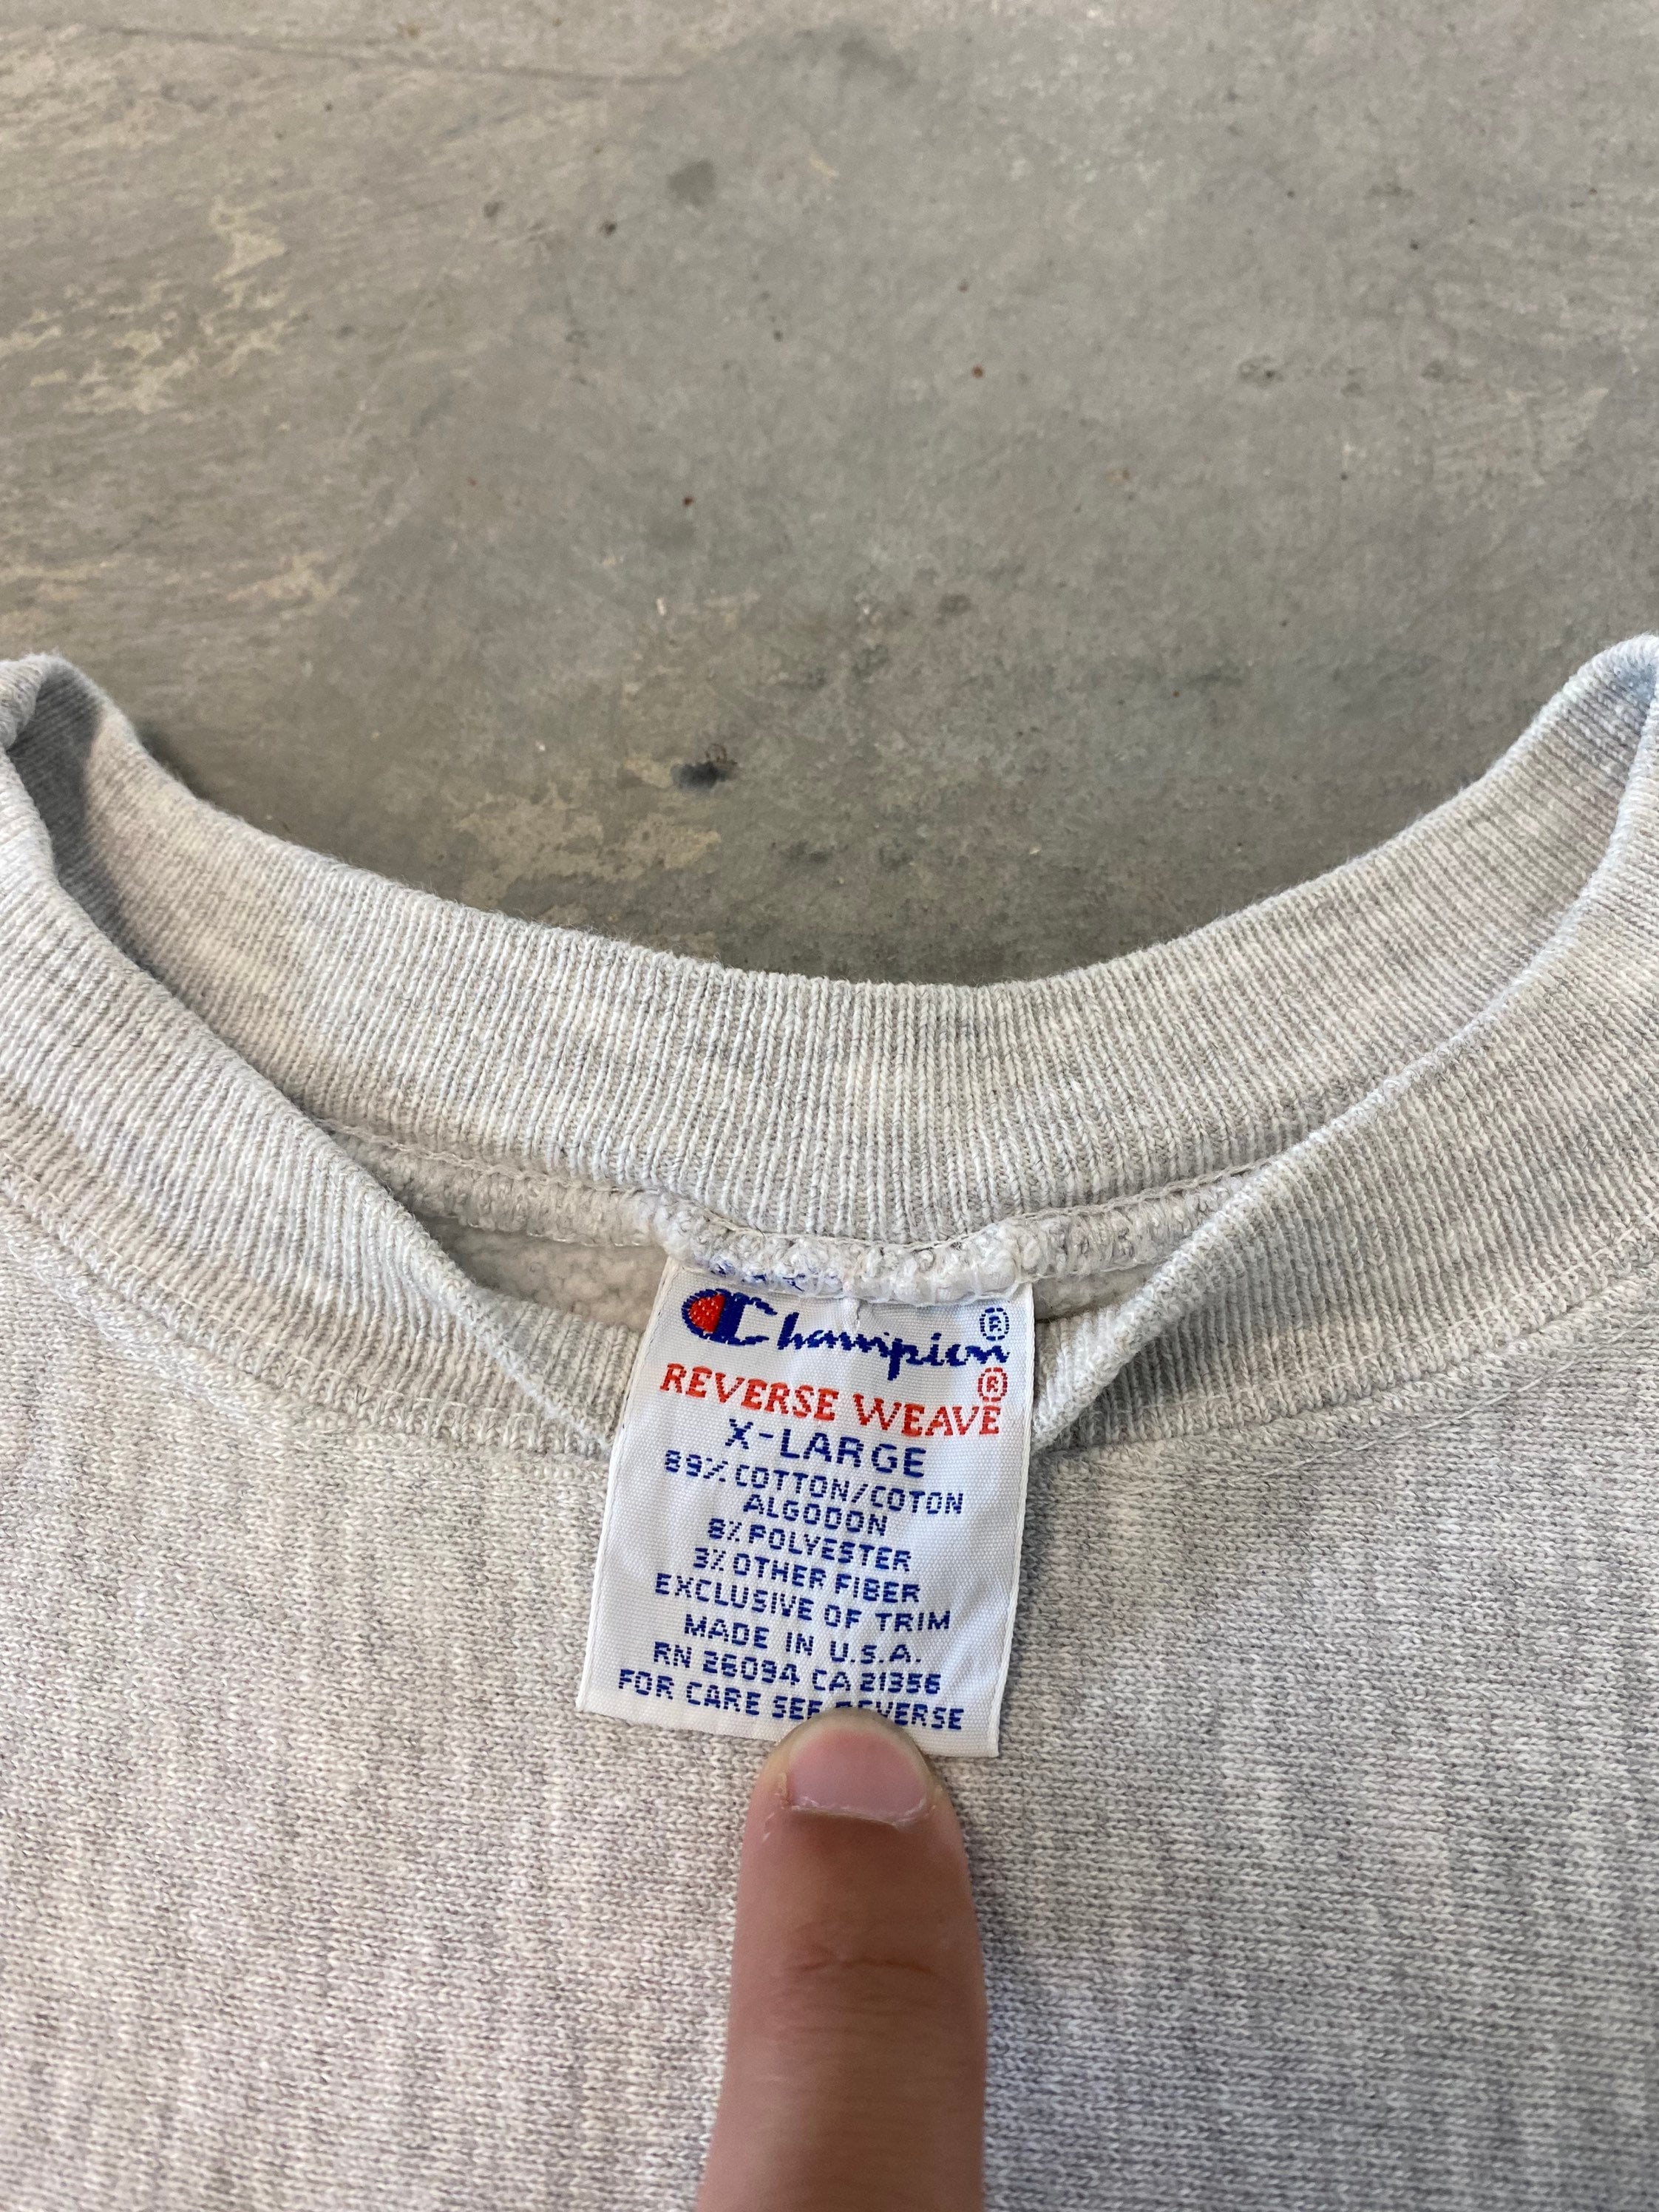 Champion®
REVERSE WEAVE®
X-LARGE
89% COTTON/COTON
ALGODON
8% POLYESTER
3% OTHER FIBER
EXCLUSIVE OF TRIM
MADE IN U.S.A.
RN 26094 CA 21356
FOR CARE SEE REVERSE